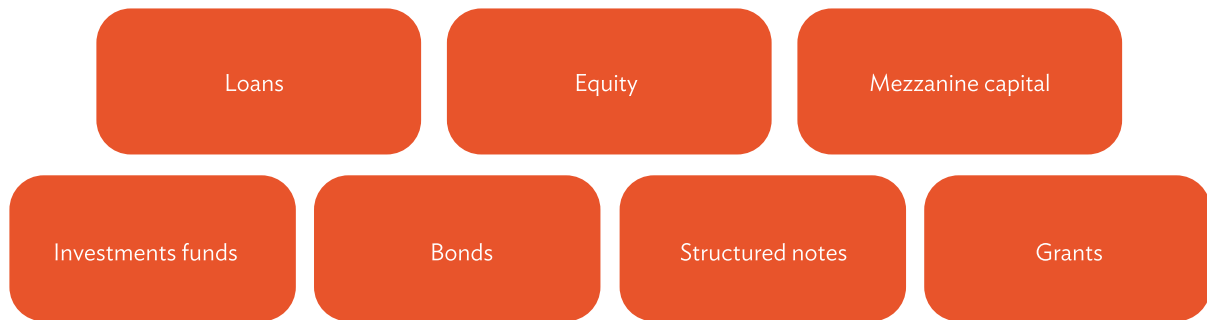 Loans
Equity
Mezzanine capital
Investments funds
Bonds
Structured notes
Grants